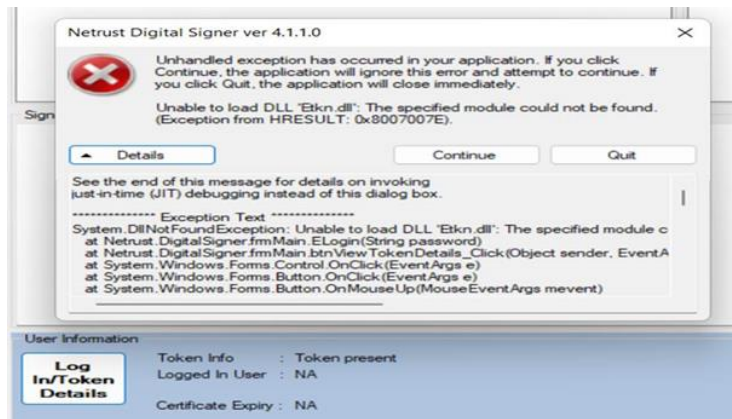 Netrust Digital Signer ver 4.1.1.0
Unhandled exception has occurred in your application. If you click
Continue, the application will ignore this error and attempt to continue. If
you click Quit, the application will close immediately.
Unable to load DLL 'Etkn.dll': The specified module could not be found.
(Exception from HRESULT: 0x8007007E).
Sign
Details
Continue
Quit
See the end of this message for details on invoking
just-in-time (JIT) debugging instead of this dialog box.
************** Exception Text **************
System.DllNotFoundException: Unable to load DLL 'Etkn.dll': The specified module c
at Netrust.DigitalSigner.frmMain.ELogin(String password)
at Netrust.DigitalSigner.frmMain.btnViewTokenDetails_Click(Object sender, EventA
at System.Windows.Forms.Control.OnClick(EventArgs e)
at System.Windows.Forms.Button.OnClick(EventArgs e)
at System.Windows.Forms.Button.OnMouseUp(MouseEventArgs mevent)
User Information
Log In/Token Details
Token Info : Token present
Logged In User : NA
Certificate Expiry : NA